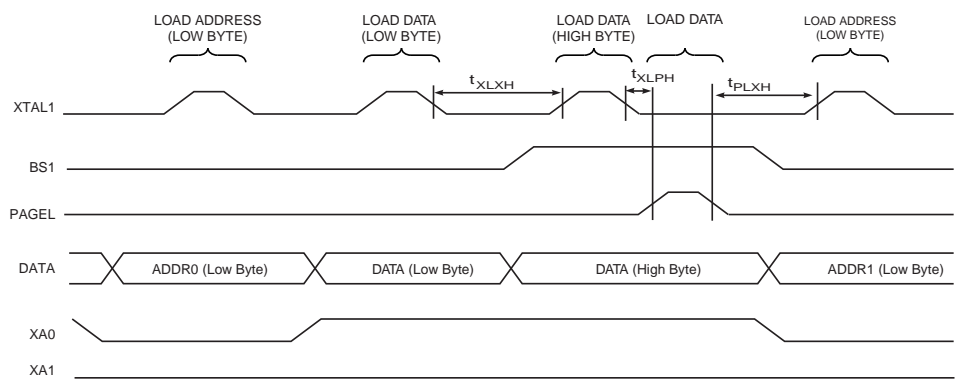 LOAD ADDRESS
(LOW BYTE)
LOAD DATA
(LOW BYTE)
LOAD DATA
(HIGH BYTE)
LOAD DATA
LOAD ADDRESS
(LOW BYTE)
tXLXH
tXLPH
tPLXH
XTAL1
BS1
PAGEL
DATA
ADDR0 (Low Byte)
DATA (Low Byte)
DATA (High Byte)
ADDR1 (Low Byte)
XA0
XA1